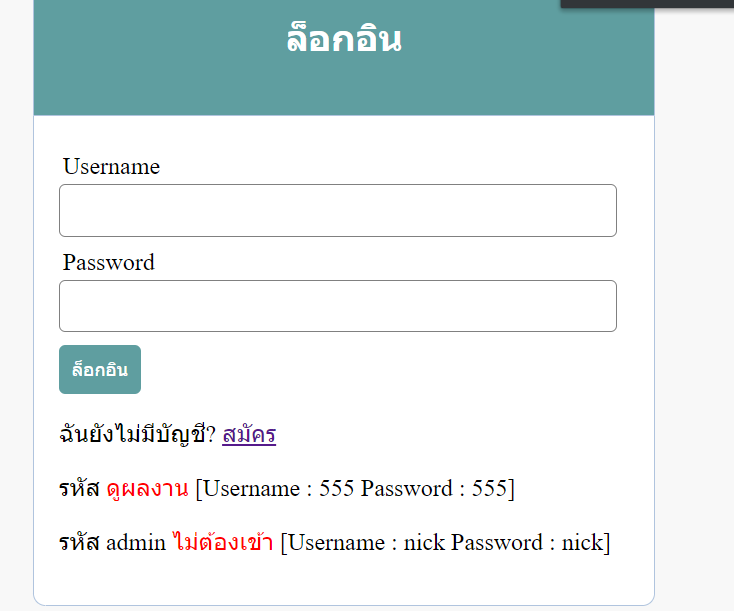 ล็อกอิน
Username
Password
ล็อกอิน
ฉันยังไม่มีบัญชี? สมัคร
รหัส ดูผลงาน [Username : 555 Password : 555]
รหัส admin ไม่ต้องเข้า [Username : nick Password : nick]